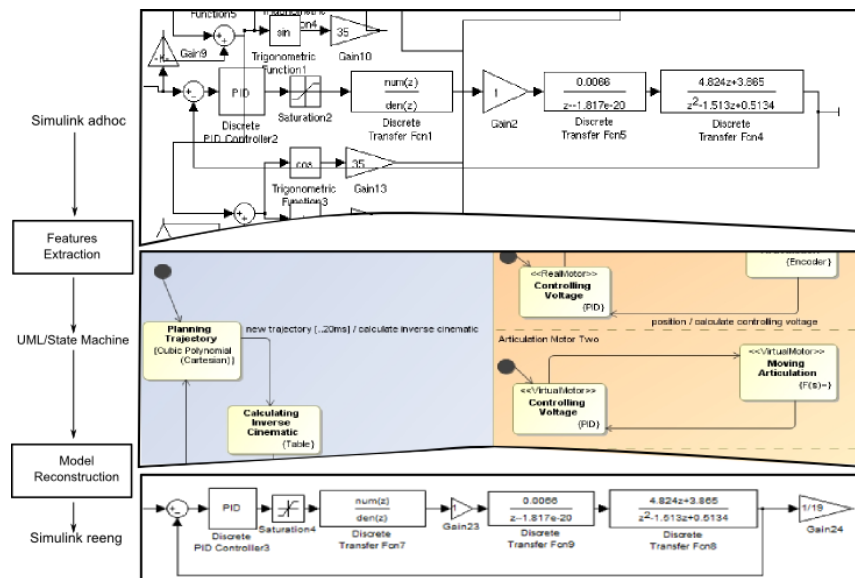 Simulink adhoc
Features
Extraction
UML/State Machine
Model
Reconstruction
Simulink reeng
Function5
Gain9
sin
Trigonometric
Function1
35
Gain10
PID
Discrete
PID Controller2
Saturation2
num(z)
den(z)
Discrete
Transfer Fcn1
1
Gain2
0.0066
z--1.817e-20
Discrete
Transfer Fcn5
4.824z+3.865
z2-1.513z+0.5134
Discrete
Transfer Fcn4
cos
Trigonometric
Function3
35
Gain13
Planning
Trajectory
{Cubic Polynomial
(Cartesian)}
new trajectory [..20ms] / calculate inverse cinematic
Calculating
Inverse
Cinematic
{Table}
<<RealMotor>>
Controlling
Voltage
{PID}
{Encoder}
position / calculate controlling voltage
Articulation Motor Two
<<VirtualMotor>>
Controlling
Voltage
{PID}
<<VirtualMotor>>
Moving
Articulation
{F(s)=}
PID
Discrete
PID Controller3
Saturation4
num(z)
den(z)
Discrete
Transfer Fcn7
1
Gain23
0.0066
z--1.817e-20
Discrete
Transfer Fcn9
4.824z+3.865
z2-1.513z+0.5134
Discrete
Transfer Fcn8
1/19
Gain24